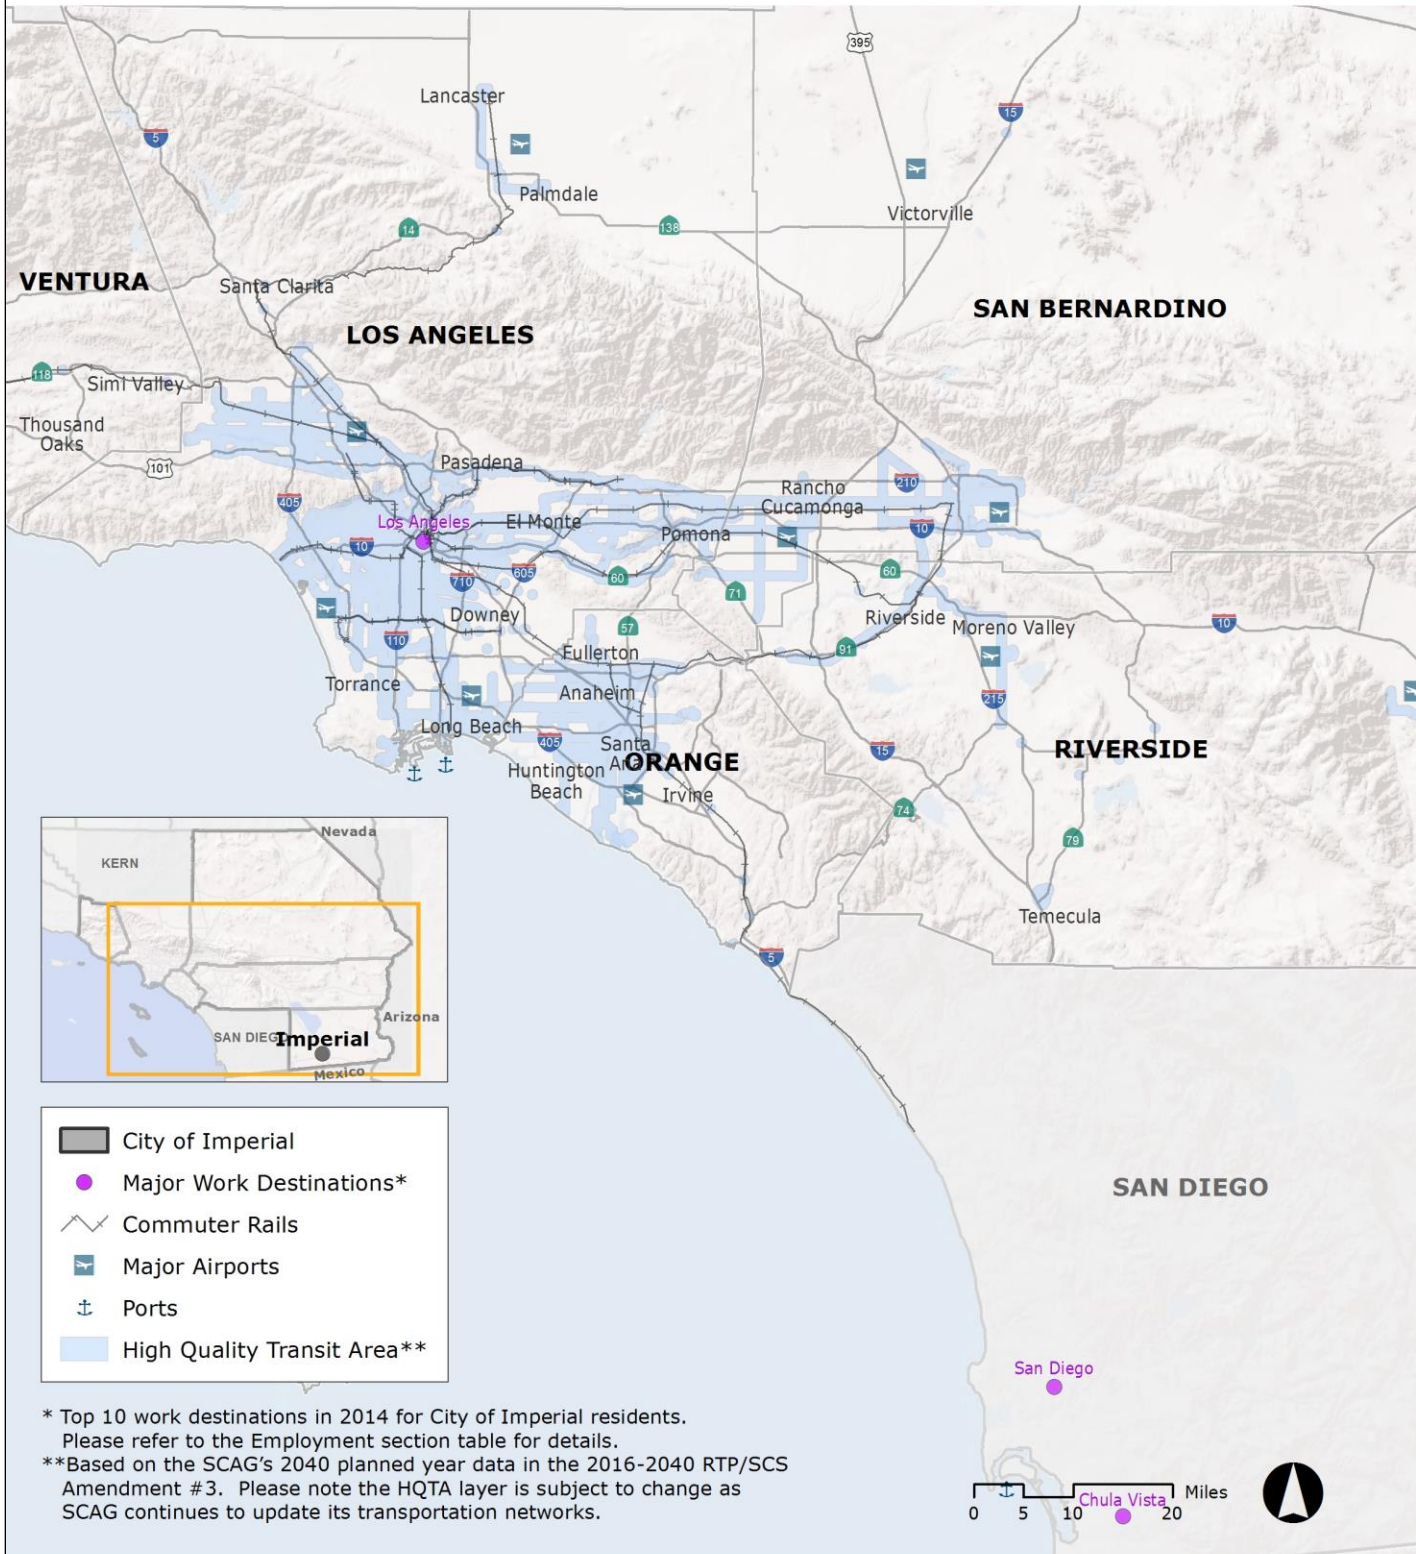 395
Lancaster
15
5
Palmdale
Victorville
14
138
VENTURA
Santa Clarita
SAN BERNARDINO
LOS ANGELES
118
Simi Valley
Thousand
Oaks
101
Pasadena
405
210
Rancho
Cucamonga
Los Angeles
El Monte
Pomona
10
10
710
605
60
60
71
Downey
Riverside
Moreno Valley
10
110
57
91
Fullerton
Torrance
Anaheim
215
Long Beach
405
Santa
Ana
ORANGE
15
RIVERSIDE
Huntington
Beach
Irvine
74
79
Temecula
5
Nevada
KERN
Arizona
SAN DIEGO
Imperial
Mexico
City of Imperial
Major Work Destinations*
Commuter Rails
Major Airports
Ports
High Quality Transit Area**
SAN DIEGO
San Diego
* Top 10 work destinations in 2014 for City of Imperial residents.
Please refer to the Employment section table for details.
**Based on the SCAG's 2040 planned year data in the 2016-2040 RTP/SCS
Amendment #3. Please note the HQTA layer is subject to change as
SCAG continues to update its transportation networks.
Miles
Chula Vista
0 5 10 20